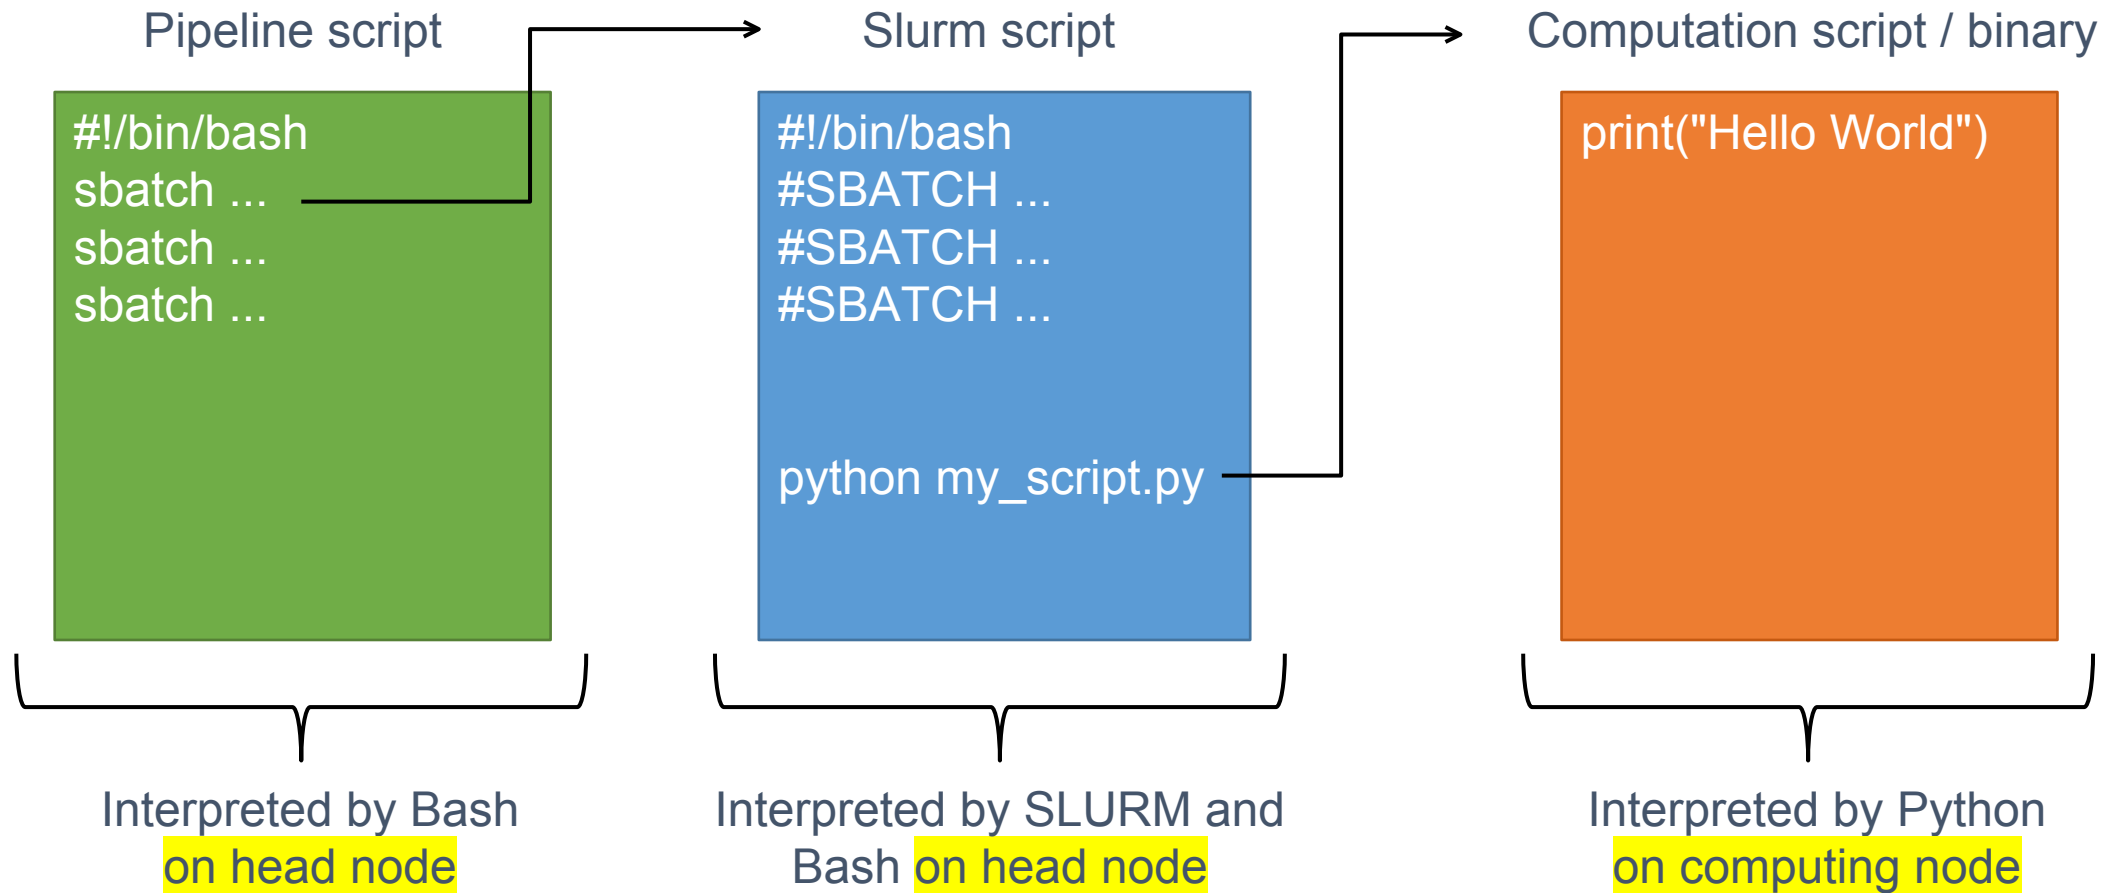 Pipeline script
#!/bin/bash
sbatch ...
sbatch ...
sbatch ...
Interpreted by Bash
on head node
Slurm script
#!/bin/bash
#SBATCH ...
#SBATCH ...
#SBATCH ...
python my_script.py
Interpreted by SLURM and
Bash on head node
Computation script / binary
print("Hello World")
Interpreted by Python
on computing node